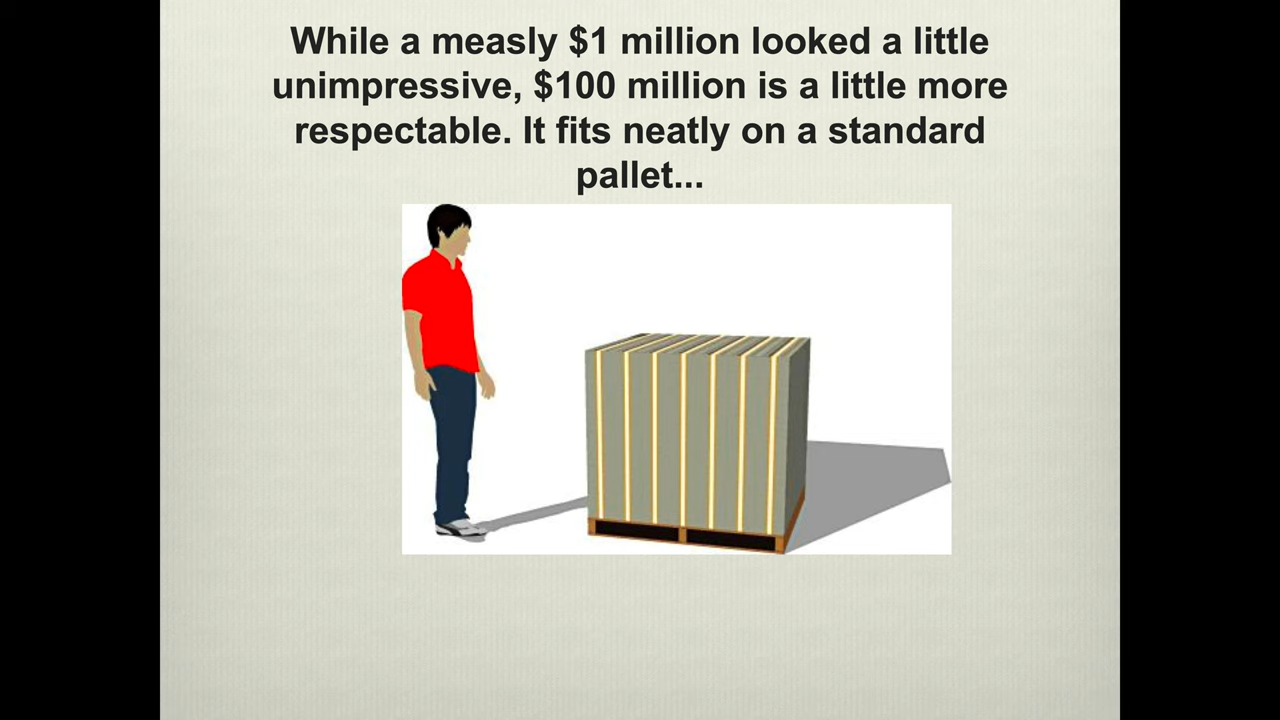 While a measly $1 million looked a little
unimpressive, $100 million is a little more
respectable. It fits neatly on a standard
pallet...